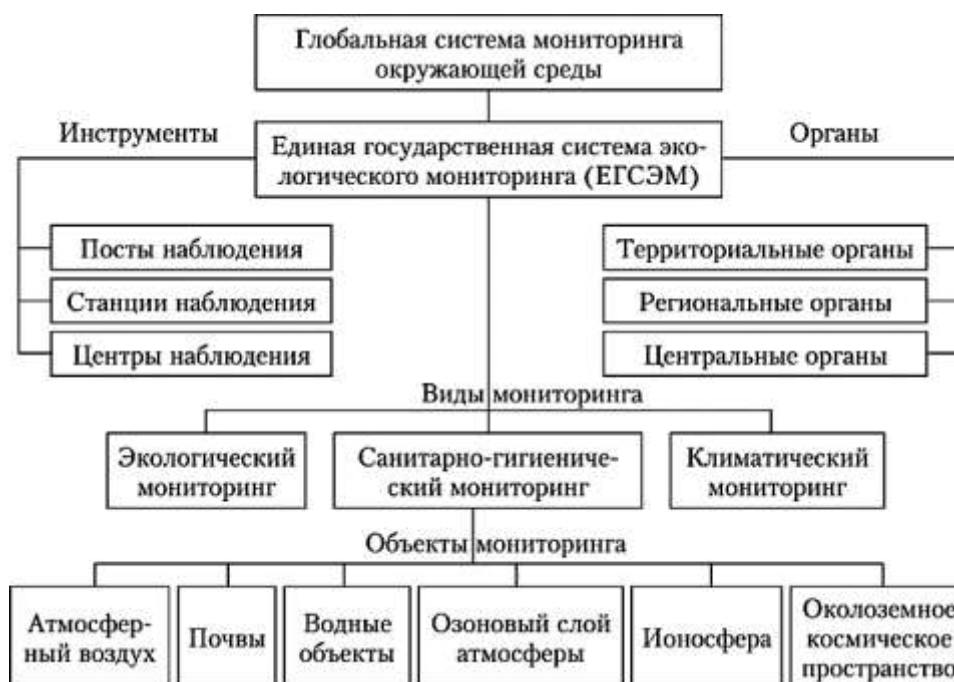 Глобальная система мониторинга
окружающей среды
Инструменты
Единая государственная система эко-
логического мониторинга (ЕГСЭМ)
Органы
Посты наблюдения
Станции наблюдения
Центры наблюдения
Территориальные органы
Региональные органы
Центральные органы
Виды мониторинга
Экологический
мониторинг
Санитарно-гигиениче-
ский мониторинг
Климатический
мониторинг
Объекты мониторинга
Атмосфер-
ный воздух
Почвы
Водные
объекты
Озоновый слой
атмосферы
Ионосфера
Околоземное
космическое
пространство